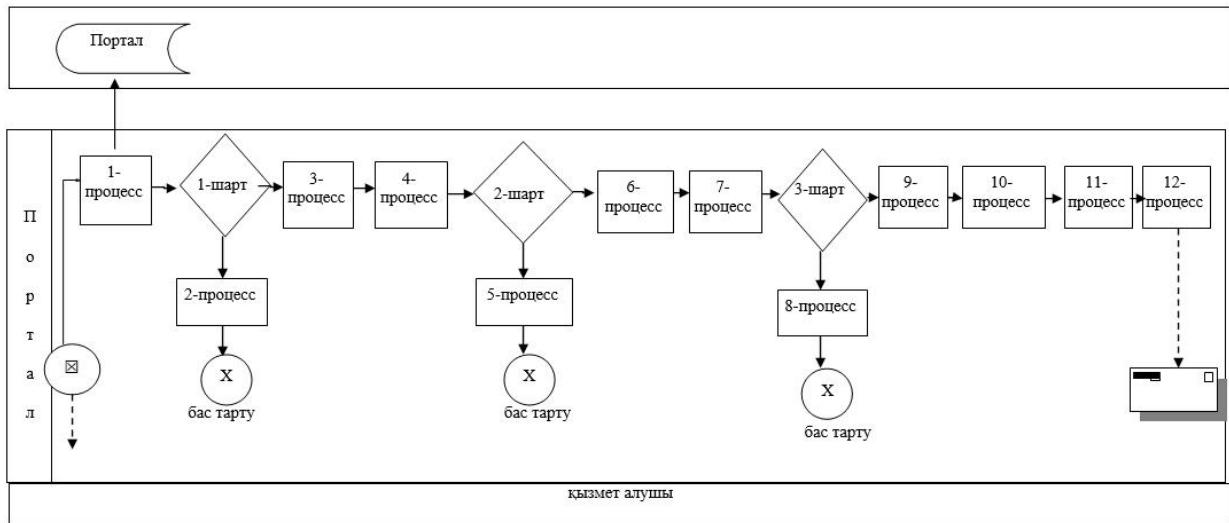 Портал
1-
процесс
1-шарт
3-
процесс
4-
процесс
2-шарт
6-
процесс
7-
процесс
3-шарт
9-
процесс
10-
процесс
11-
процесс
12-
процесс
П
о
р
т
а
л
2-процесс
5-процесс
8-процесс
X
бас тарту
X
бас тарту
X
бас тарту
қызмет алушы